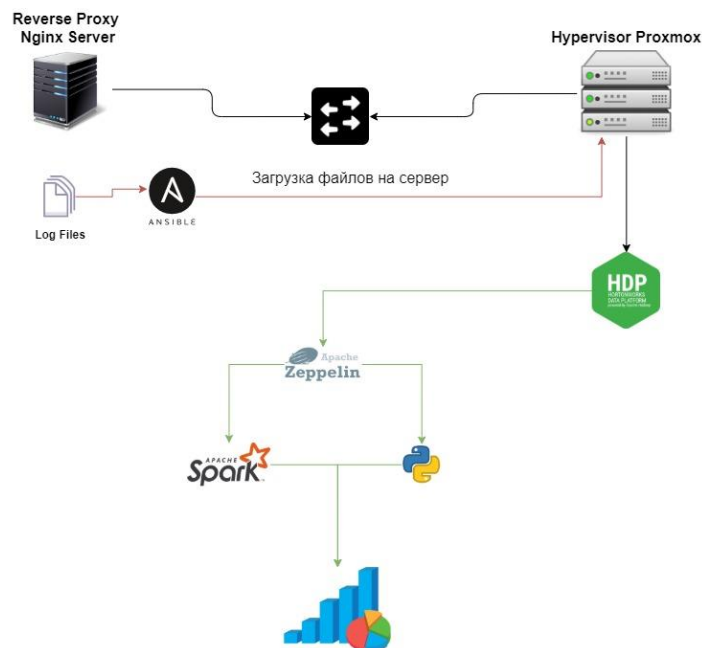 Reverse Proxy
Nginx Server
Hypervisor Proxmox
Загрузка файлов на сервер
Log Files
ANSIBLE
HDP
HORTONWORKS
DATA PLATFORM
Apache
Zeppelin
APACHE
Spark